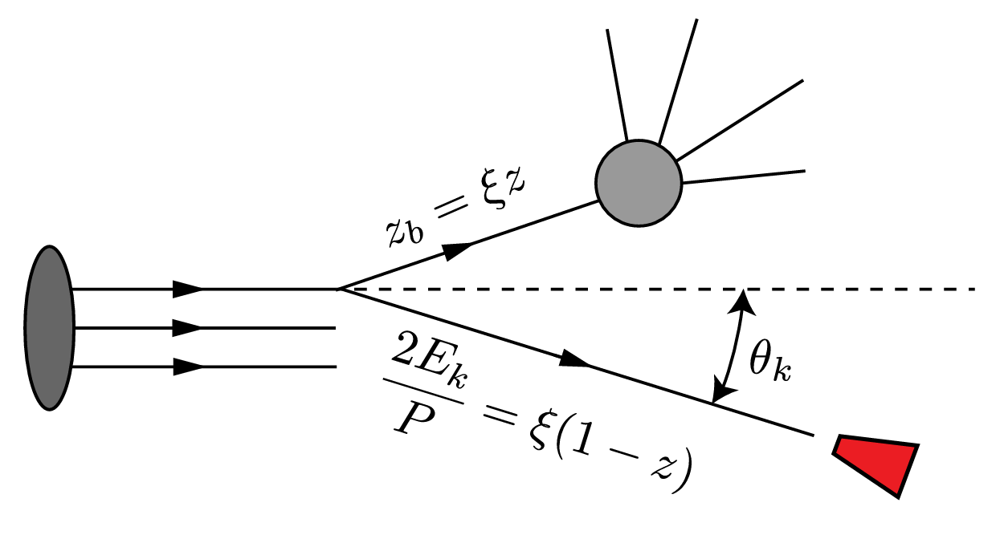 z_b = ξz
θ_k
2E_k/P = ξ(1 − z)